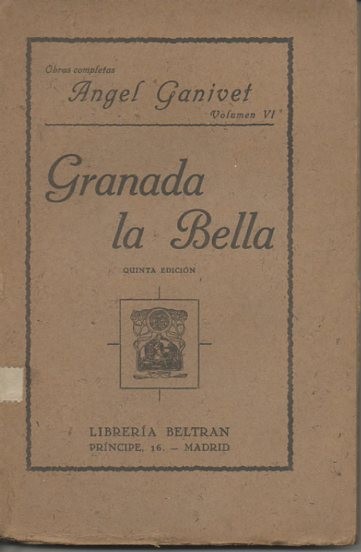 Obras completas
Angel Ganivet
Volumen VI
Granada
la Bella
QUINTA EDICIÓN
LIBRERÍA BELTRAN
PRÍNCIPE, 16. — MADRID